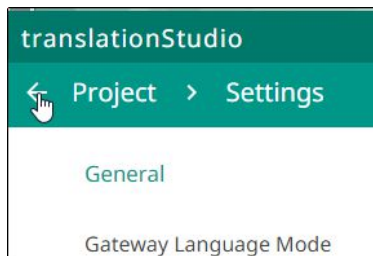 translationStudio
Project > Settings
General
Gateway Language Mode